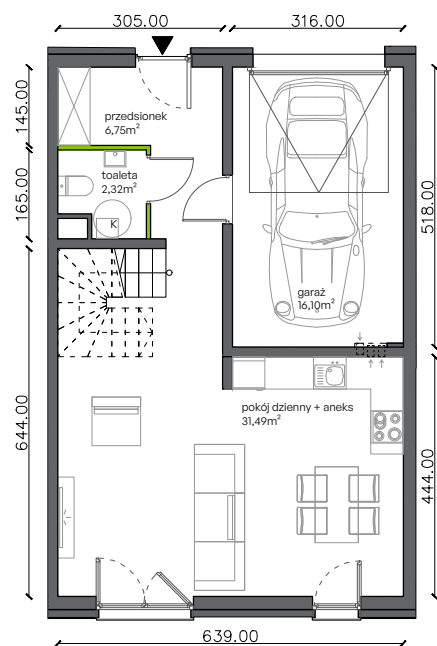 305.00
316.00
145.00
przedsionek
6,75m²
165.00
toaleta
2,32m²
K
518.00
garaż
16,10m²
pokój dzienny + aneks
31,49m²
644.00
444.00
639.00